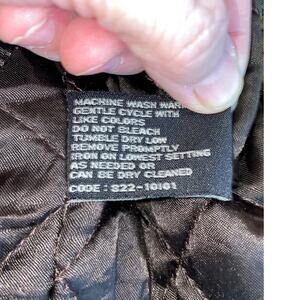 MACHINE WASH WARM
GENTLE CYCLE WITH
LIKE COLORS
DO NOT BLEACH
TUMBLE DRY LOW
REMOVE PROMPTLY
IRON ON LOWEST SETTING
AS NEEDED OR
CAN BE DRY CLEANED
CODE : 822-10101